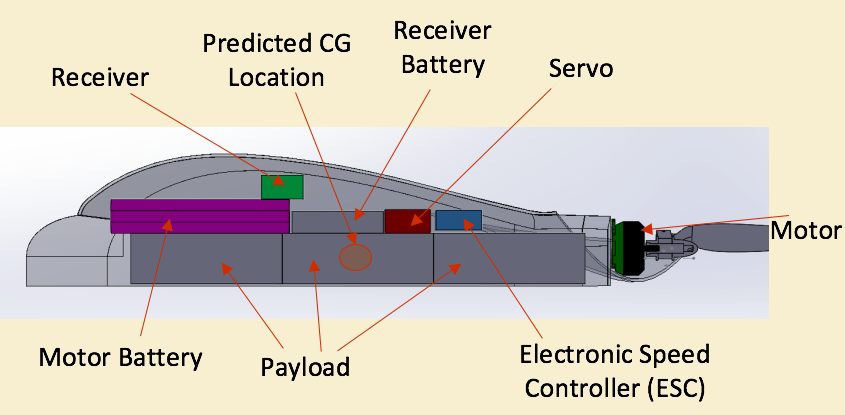 Receiver
Predicted CG
Location
Receiver
Battery
Servo
Motor
Motor Battery
Payload
Electronic Speed
Controller (ESC)